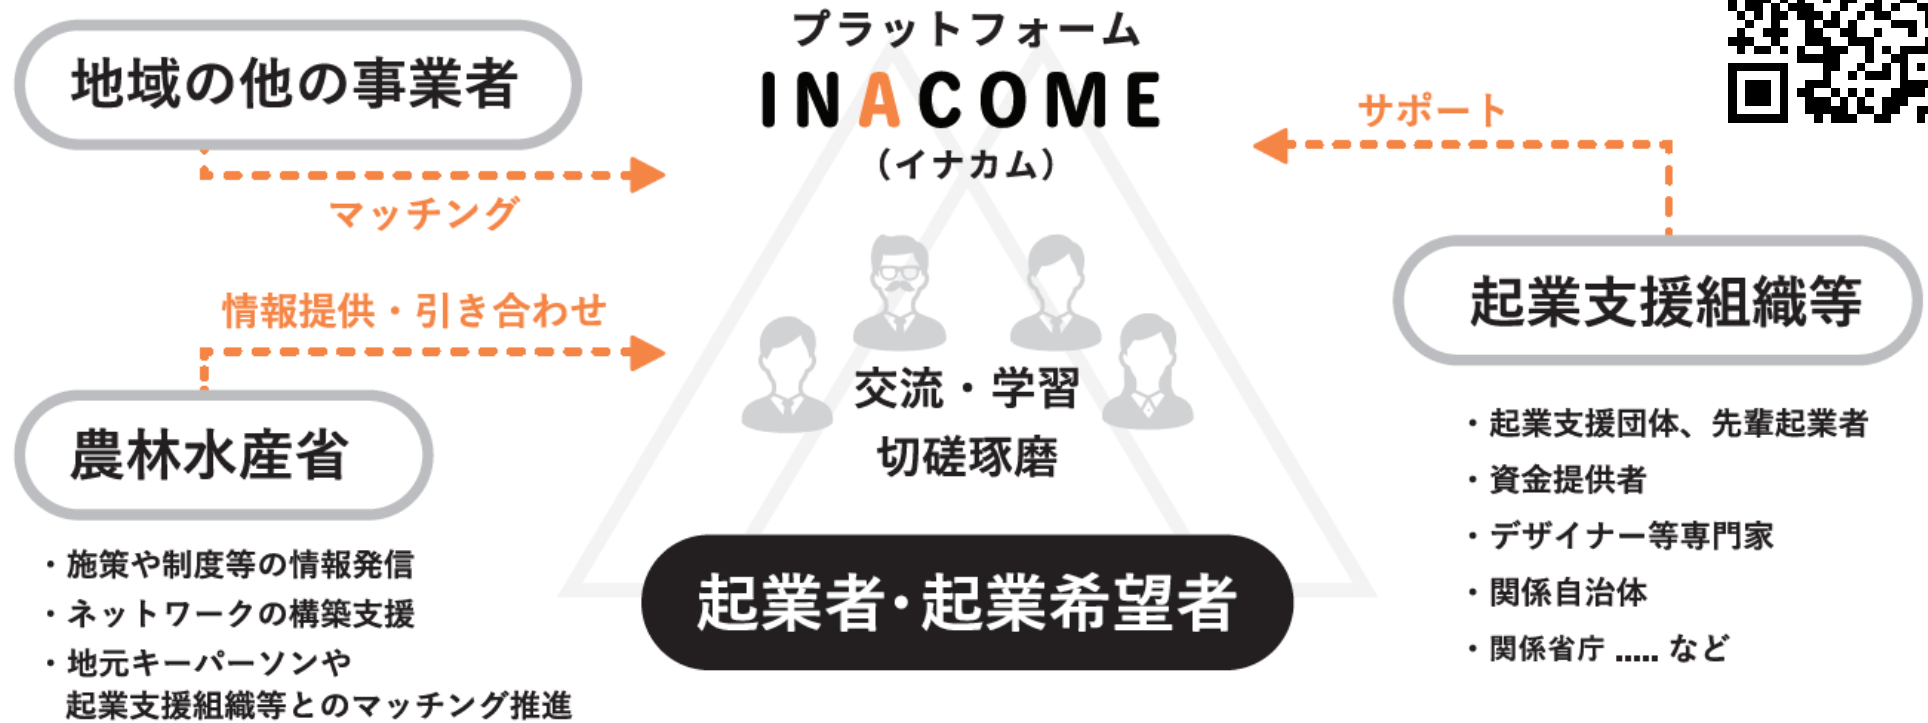 地域の他の事業者
マッチング
情報提供・引き合わせ
農林水産省
・施策や制度等の情報発信
・ネットワークの構築支援
・地元キーパーソンや
起業支援組織等とのマッチング推進
プラットフォーム
INACOME
（イナカム）
交流・学習
切磋琢磨
起業者・起業希望者
サポート
起業支援組織等
・起業支援団体、先輩起業者
・資金提供者
・デザイナー等専門家
・関係自治体
・関係省庁 ..... など